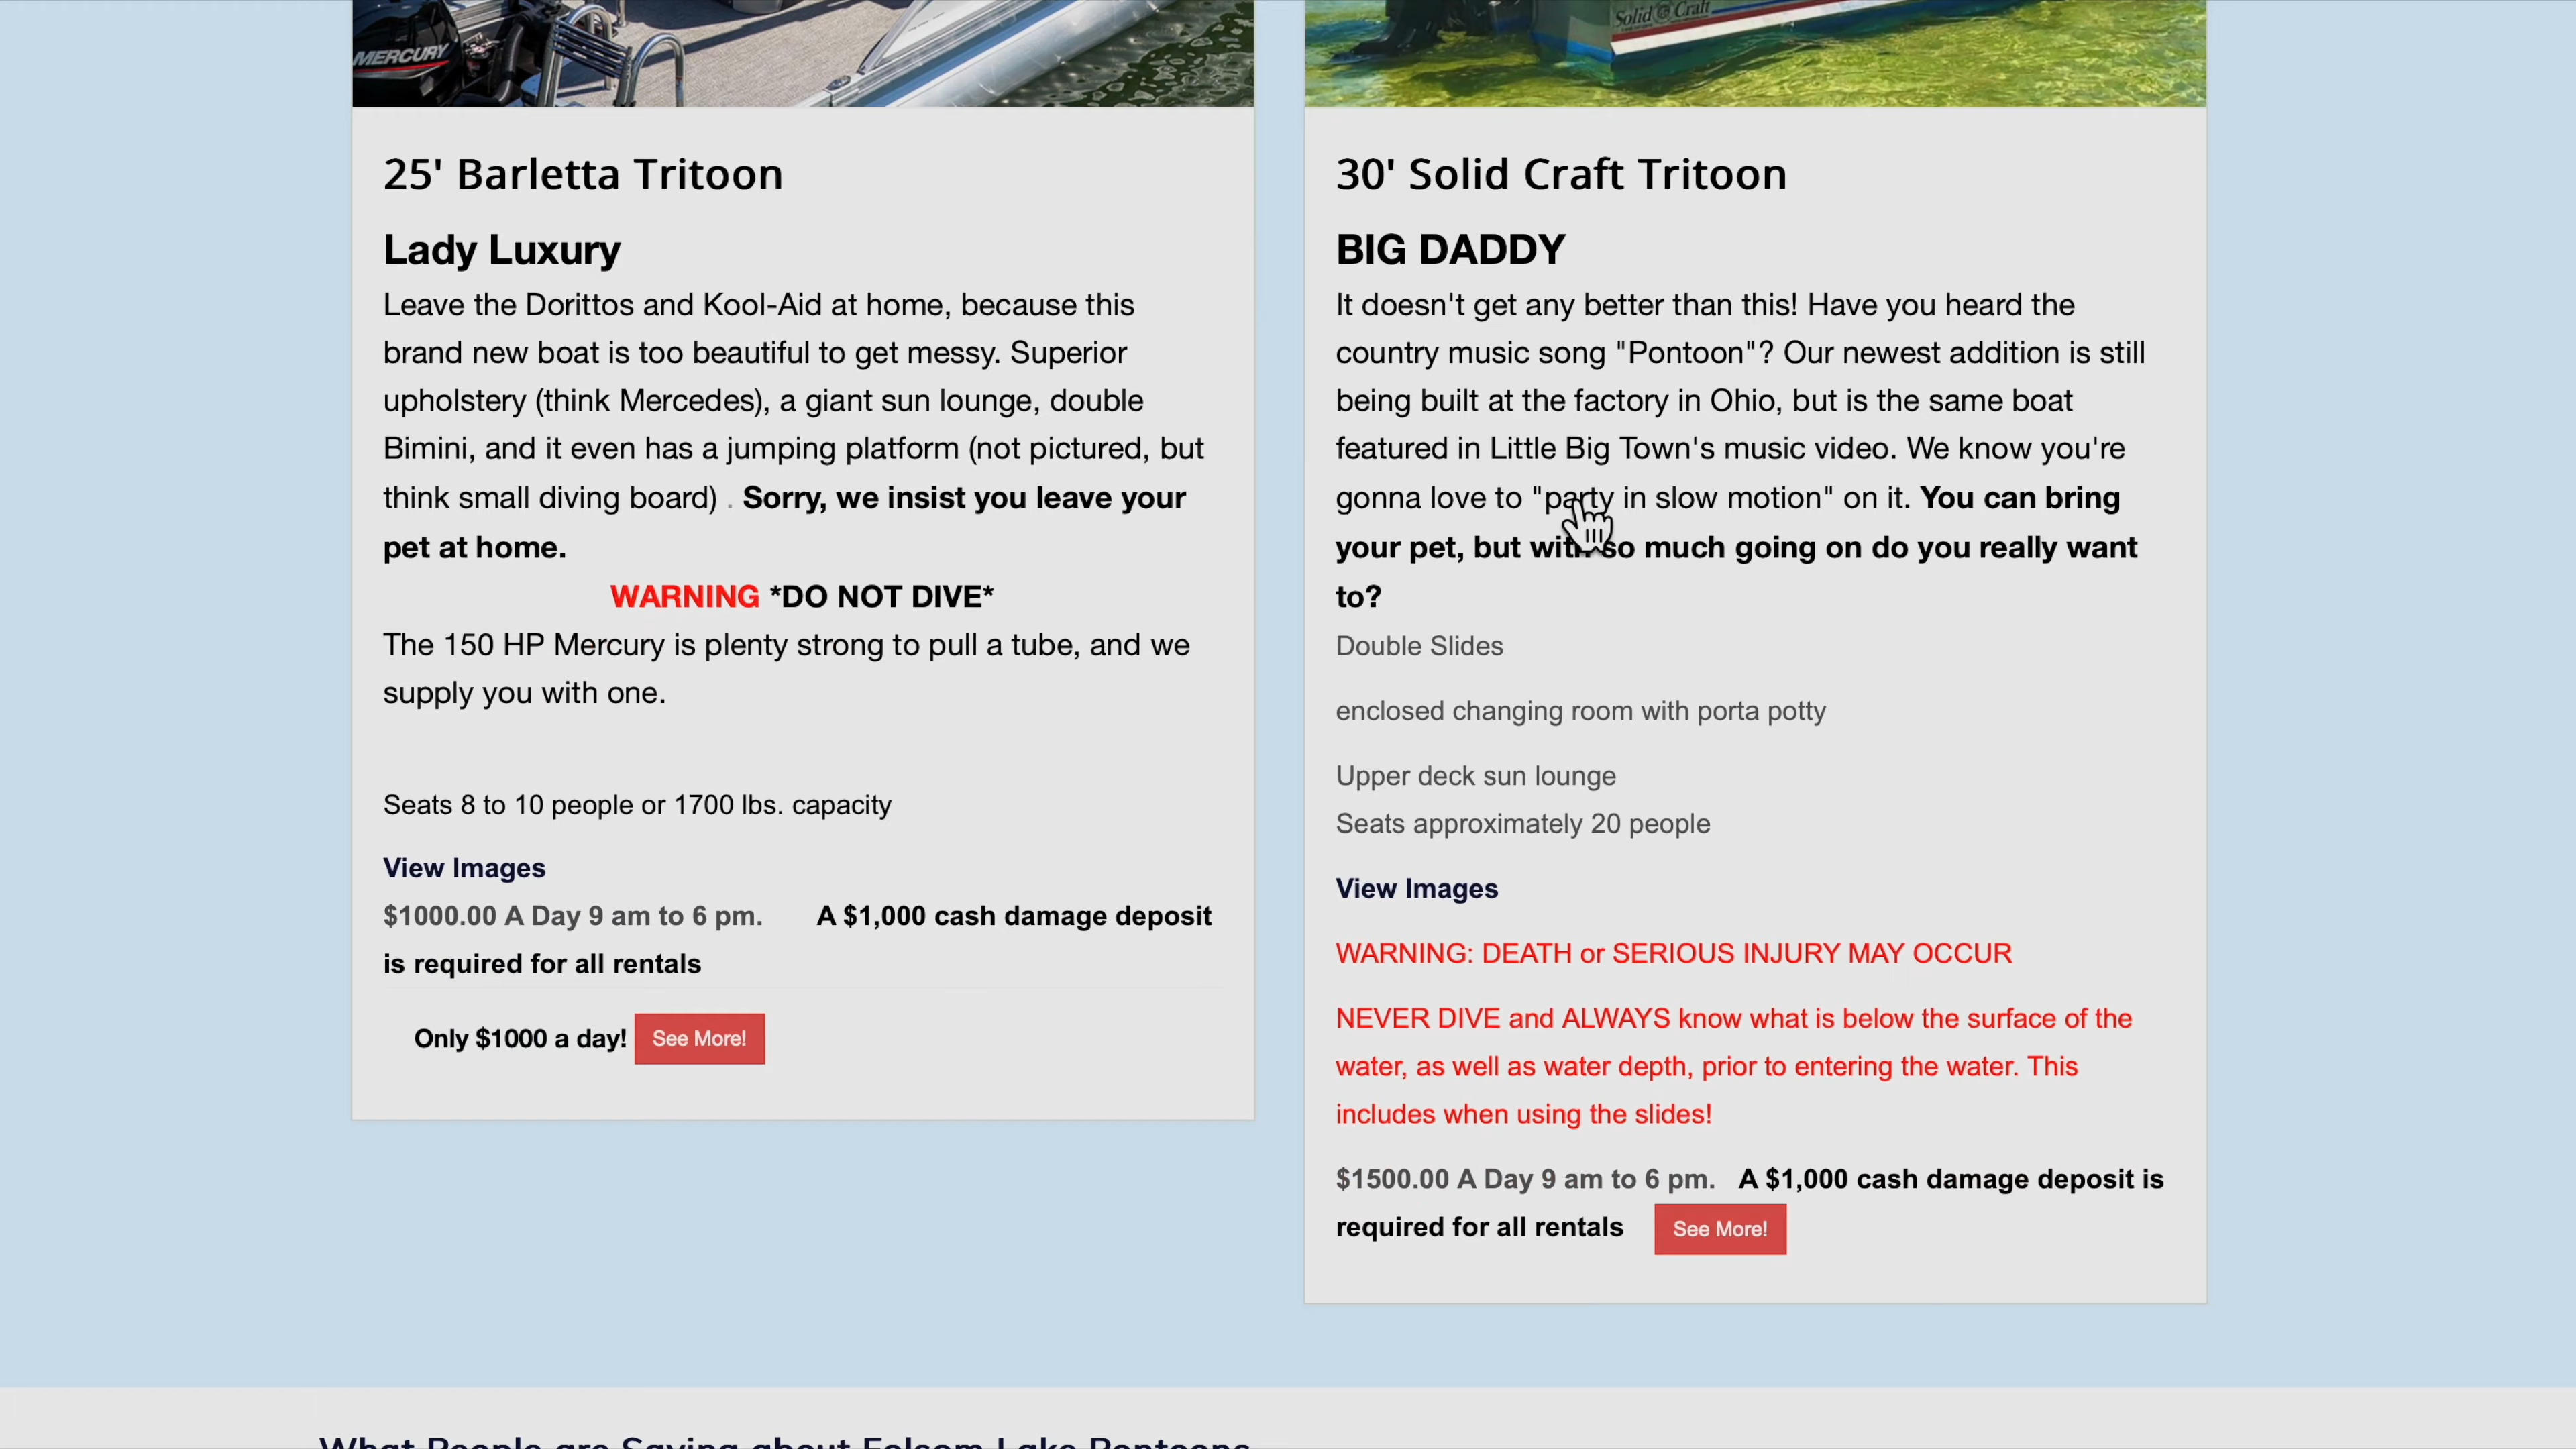 MERCURY
Solid Craft
25' Barletta Tritoon
Lady Luxury
Leave the Dorittos and Kool-Aid at home, because this
brand new boat is too beautiful to get messy. Superior
upholstery (think Mercedes), a giant sun lounge, double
Bimini, and it even has a jumping platform (not pictured, but
think small diving board) . Sorry, we insist you leave your
pet at home.
WARNING *DO NOT DIVE*
The 150 HP Mercury is plenty strong to pull a tube, and we
supply you with one.
Seats 8 to 10 people or 1700 lbs. capacity
View Images
$1000.00 A Day 9 am to 6 pm. A $1,000 cash damage deposit
is required for all rentals
Only $1000 a day! See More!
30' Solid Craft Tritoon
BIG DADDY
It doesn't get any better than this! Have you heard the
country music song "Pontoon"? Our newest addition is still
being built at the factory in Ohio, but is the same boat
featured in Little Big Town's music video. We know you're
gonna love to "party in slow motion" on it. You can bring
your pet, but with so much going on do you really want
to?
Double Slides
enclosed changing room with porta potty
Upper deck sun lounge
Seats approximately 20 people
View Images
WARNING: DEATH or SERIOUS INJURY MAY OCCUR
NEVER DIVE and ALWAYS know what is below the surface of the
water, as well as water depth, prior to entering the water. This
includes when using the slides!
$1500.00 A Day 9 am to 6 pm. A $1,000 cash damage deposit is
required for all rentals See More!
What People are Saying about Folsom Lake Pontoons